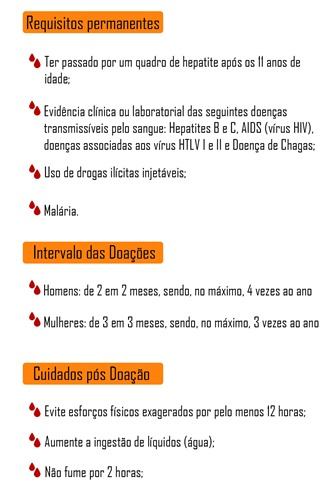 Requisitos permanentes
Ter passado por um quadro de hepatite após os 11 anos de
idade;
Evidência clínica ou laboratorial das seguintes doenças
transmissíveis pelo sangue: Hepatites B e C, AIDS (vírus HIV),
doenças associadas aos vírus HTLV I e II e Doença de Chagas;
Uso de drogas ilícitas injetáveis;
Malária.
Intervalo das Doações
Homens: de 2 em 2 meses, sendo, no máximo, 4 vezes ao ano
Mulheres: de 3 em 3 meses, sendo, no máximo, 3 vezes ao ano
Cuidados pós Doação
Evite esforços físicos exagerados por pelo menos 12 horas;
Aumente a ingestão de líquidos (água);
Não fume por 2 horas;